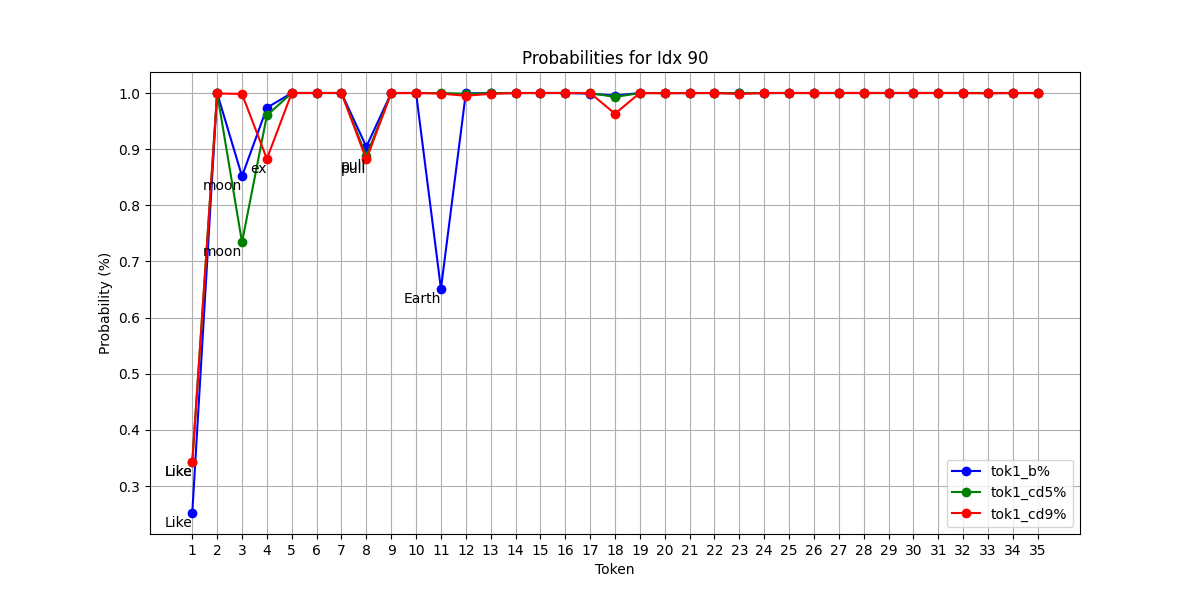 Probabilities for Idx 90
Probability (%)
1.0
0.9
0.8
0.7
0.6
0.5
0.4
0.3
moon
ex
pull
pull
moon
Earth
Like
Like
tok1_b%
tok1_cd5%
tok1_cd9%
1 2 3 4 5 6 7 8 9 10 11 12 13 14 15 16 17 18 19 20 21 22 23 24 25 26 27 28 29 30 31 32 33 34 35
Token